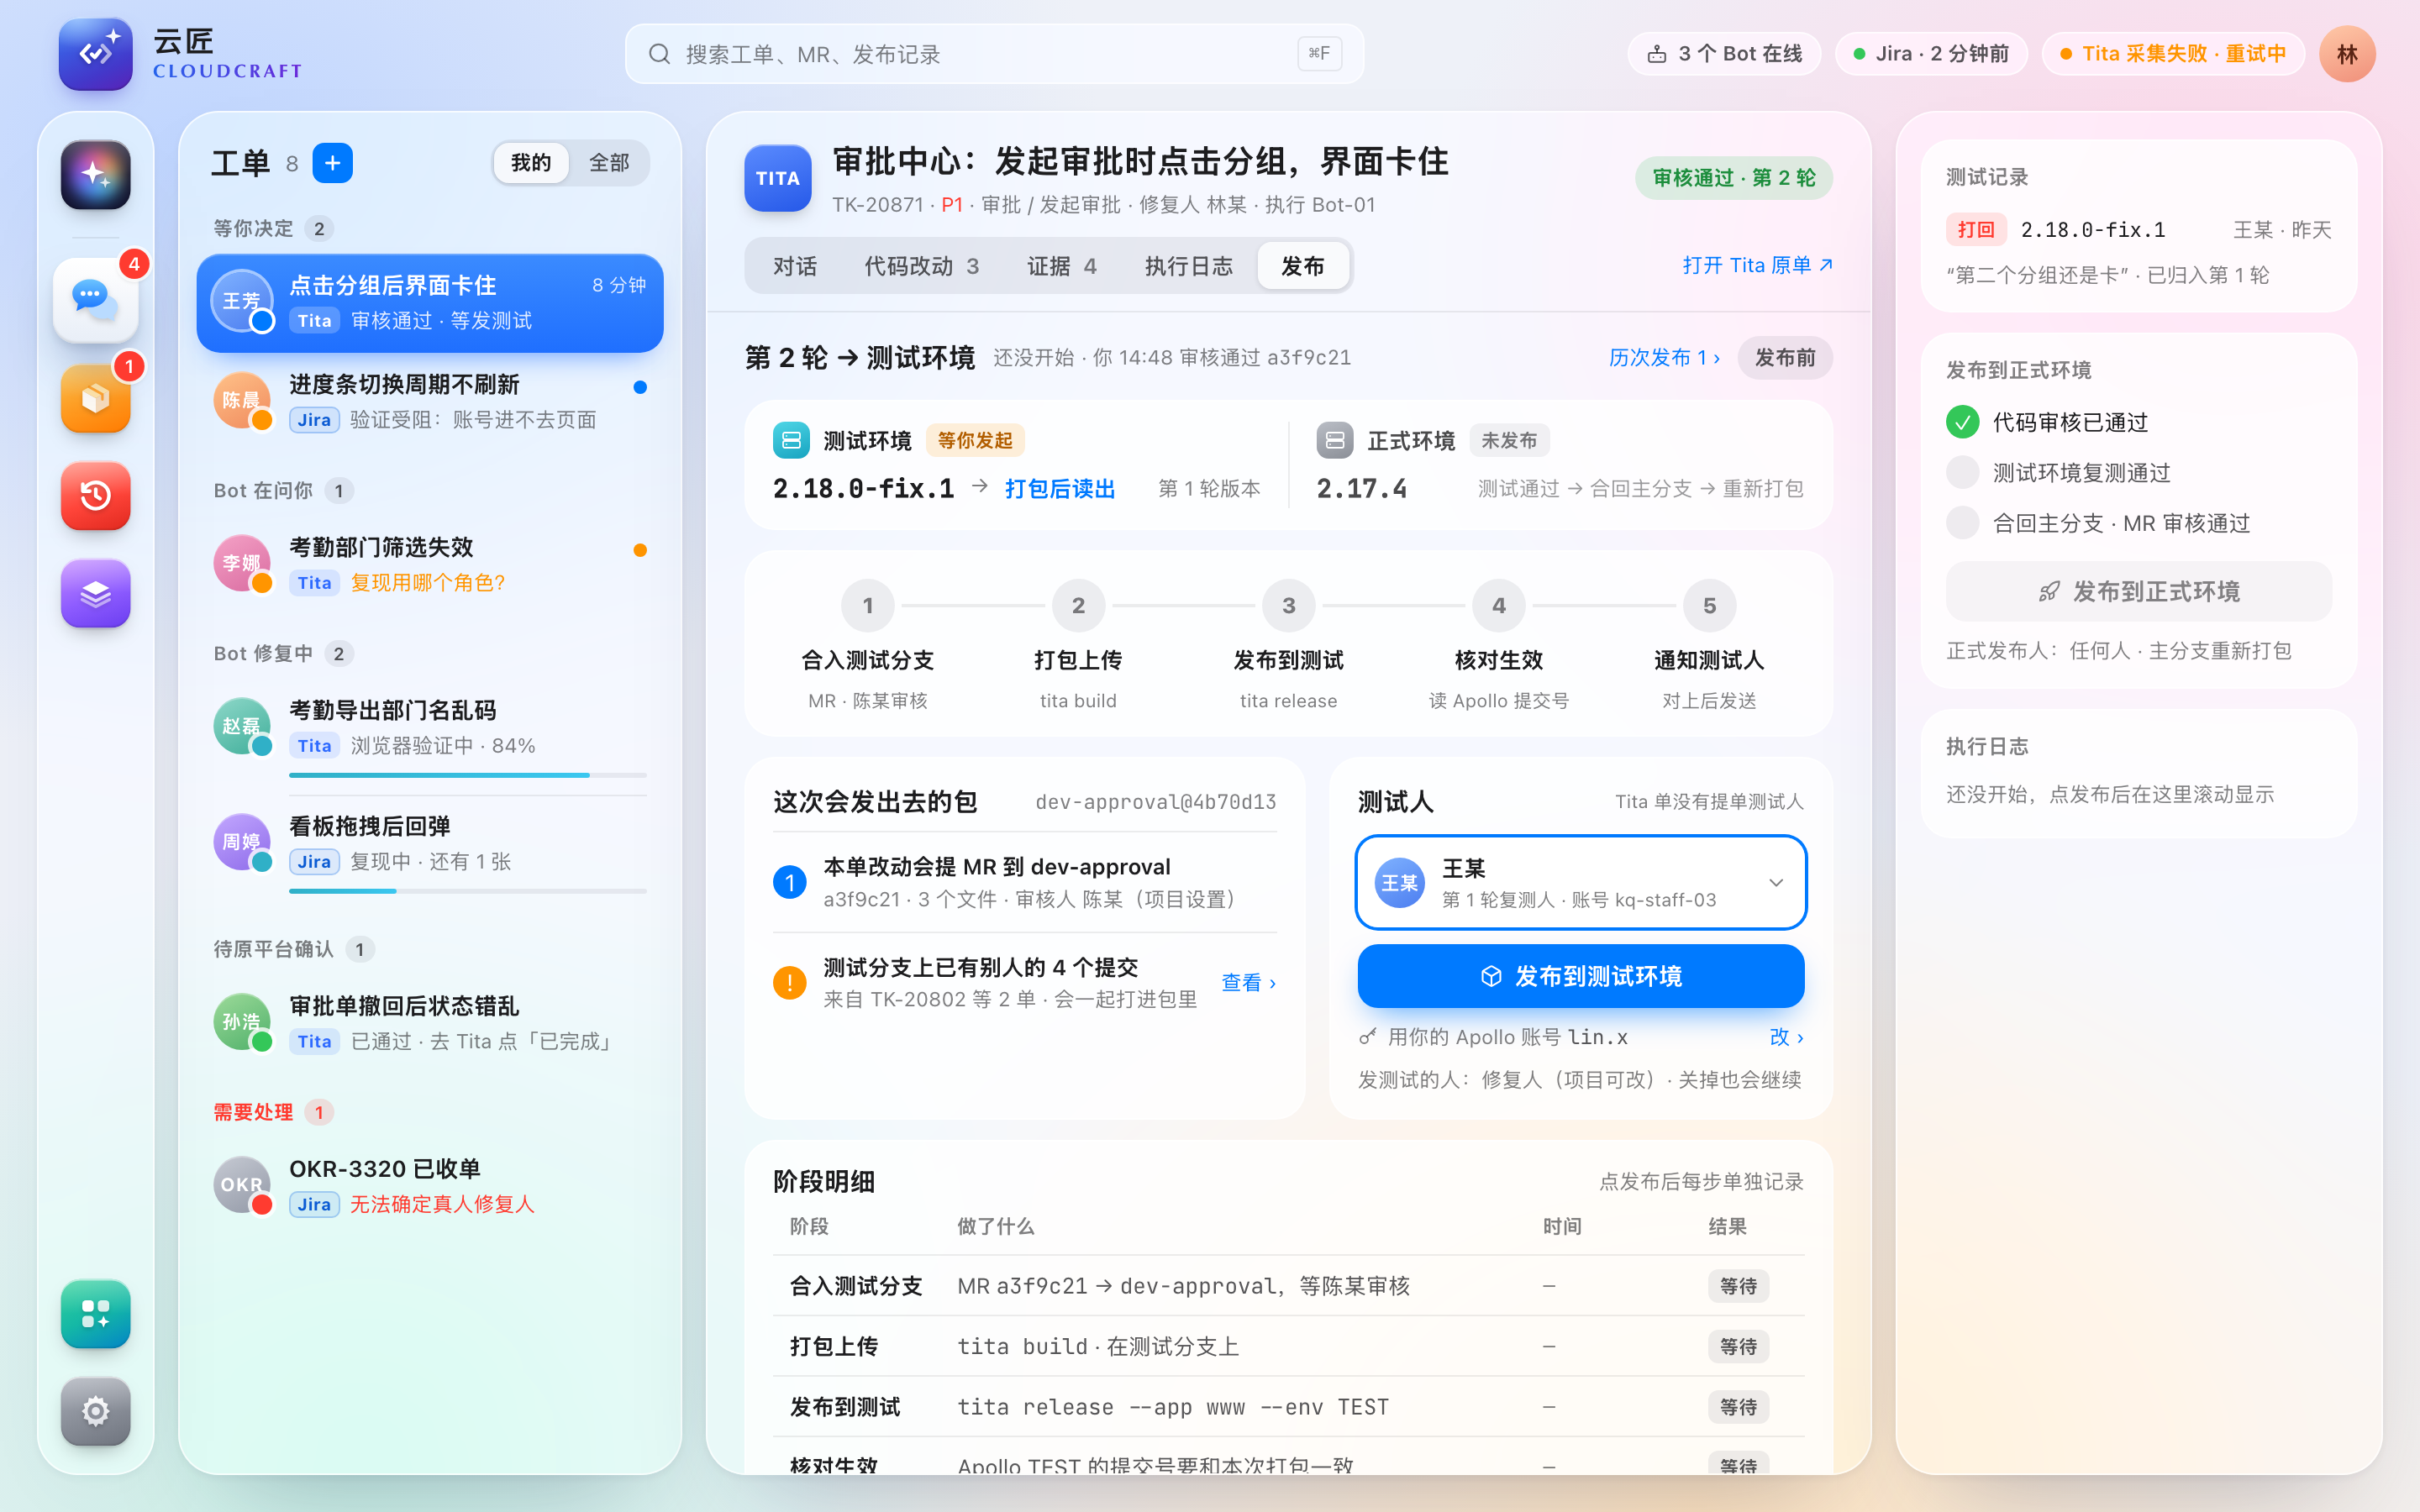 云匠
CLOUDCRAFT
搜索工单、MR、发布记录
⌘F
3 个 Bot 在线
Jira · 2 分钟前
Tita 采集失败 · 重试中
林
4
1
工单 8
我的
全部
等你决定 2
王芳
点击分组后界面卡住
8 分钟
Tita 审核通过 · 等发测试
陈晨
进度条切换周期不刷新
Jira 验证受阻：账号进不去页面
Bot 在问你 1
李娜
考勤部门筛选失效
Tita 复现用哪个角色？
Bot 修复中 2
赵磊
考勤导出部门名乱码
Tita 浏览器验证中 · 84%
周婷
看板拖拽后回弹
Jira 复现中 · 还有 1 张
待原平台确认 1
孙浩
审批单撤回后状态错乱
Tita 已通过 · 去 Tita 点「已完成」
需要处理 1
OKR
OKR-3320 已收单
Jira 无法确定真人修复人
TITA
审批中心：发起审批时点击分组，界面卡住
TK-20871 · P1 · 审批 / 发起审批 · 修复人 林某 · 执行 Bot-01
审核通过 · 第 2 轮
对话
代码改动 3
证据 4
执行日志
发布
打开 Tita 原单 ↗
第 2 轮 → 测试环境 还没开始 · 你 14:48 审核通过 a3f9c21
历次发布 1 ›
发布前
测试环境 等你发起
2.18.0-fix.1 → 打包后读出 第 1 轮版本
正式环境 未发布
2.17.4 测试通过 → 合回主分支 → 重新打包
1
合入测试分支
MR · 陈某审核
2
打包上传
tita build
3
发布到测试
tita release
4
核对生效
读 Apollo 提交号
5
通知测试人
对上后发送
这次会发出去的包 dev-approval@4b70d13
1
本单改动会提 MR 到 dev-approval
a3f9c21 · 3 个文件 · 审核人 陈某（项目设置）
!
测试分支上已有别人的 4 个提交
来自 TK-20802 等 2 单 · 会一起打进包里
查看 ›
测试人 Tita 单没有提单测试人
王某
王某
第 1 轮复测人 · 账号 kq-staff-03
发布到测试环境
用你的 Apollo 账号 lin.x 改 ›
发测试的人：修复人（项目可改）· 关掉也会继续
阶段明细 点发布后每步单独记录
阶段 做了什么 时间 结果
合入测试分支 MR a3f9c21 → dev-approval，等陈某审核 — 等待
打包上传 tita build · 在测试分支上 — 等待
发布到测试 tita release --app www --env TEST — 等待
核对生效 Apollo TEST 的提交号要和本次打包一致 — 等待
测试记录
打回 2.18.0-fix.1 王某 · 昨天
“第二个分组还是卡” · 已归入第 1 轮
发布到正式环境
代码审核已通过
测试环境复测通过
合回主分支 · MR 审核通过
发布到正式环境
正式发布人：任何人 · 主分支重新打包
执行日志
还没开始，点发布后在这里滚动显示